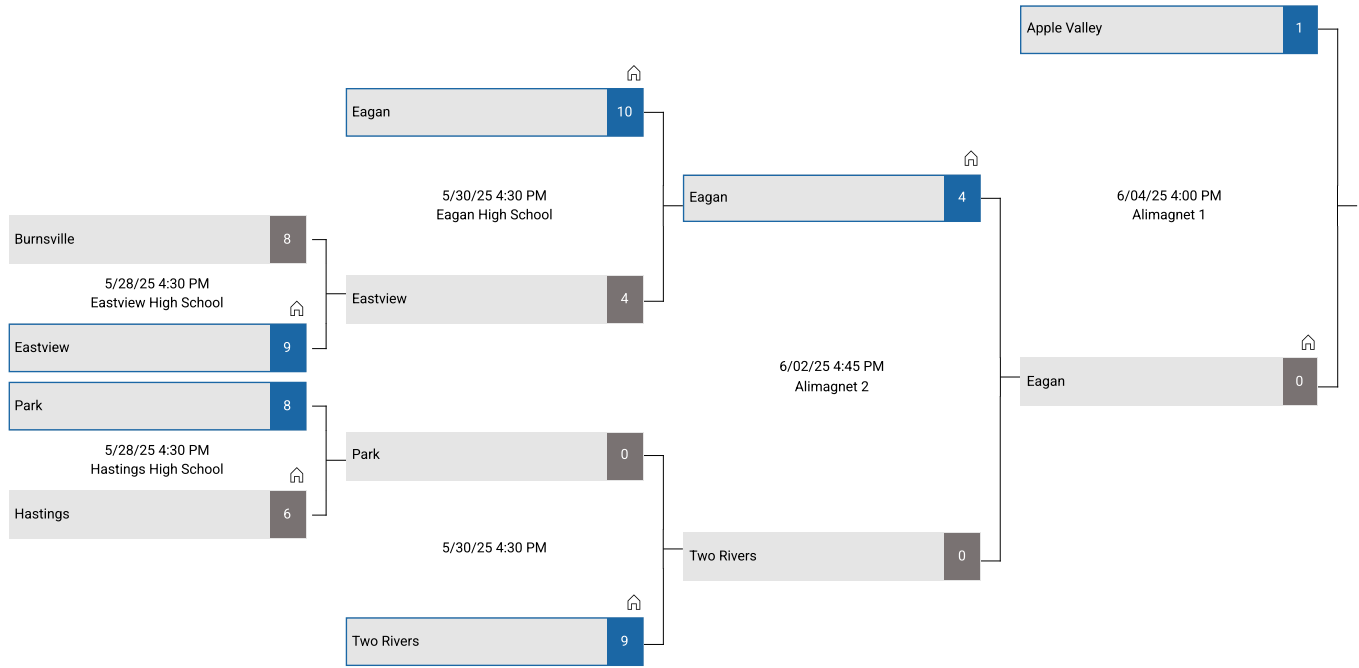 Apple Valley 1
Eagan 10
5/30/25 4:30 PM
Eagan High School
Eagan 4
6/04/25 4:00 PM
Alimagnet 1
Burnsville 8
5/28/25 4:30 PM
Eastview High School
Eastview 4
Eastview 9
6/02/25 4:45 PM
Alimagnet 2
Eagan 0
Park 8
5/28/25 4:30 PM
Hastings High School
Park 0
Hastings 6
5/30/25 4:30 PM
Two Rivers 0
Two Rivers 9